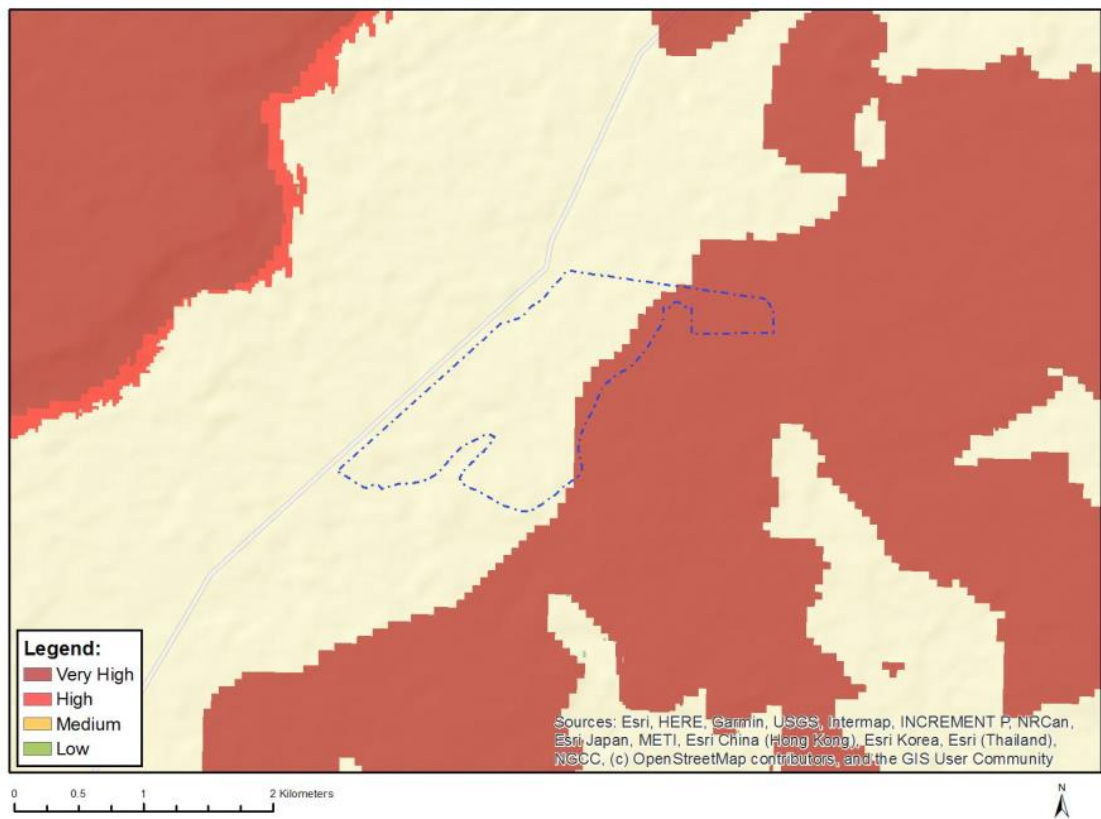 Legend:
Very High
High
Medium
Low
Sources: Esri, HERE, Garmin, USGS, Intermap, INCREMENT P, NRCan,
Esri Japan, METI, Esri China (Hong Kong), Esri Korea, Esri (Thailand),
NGCC, (c) OpenStreetMap contributors, and the GIS User Community
0 0.5 1 2 Kilometers
N